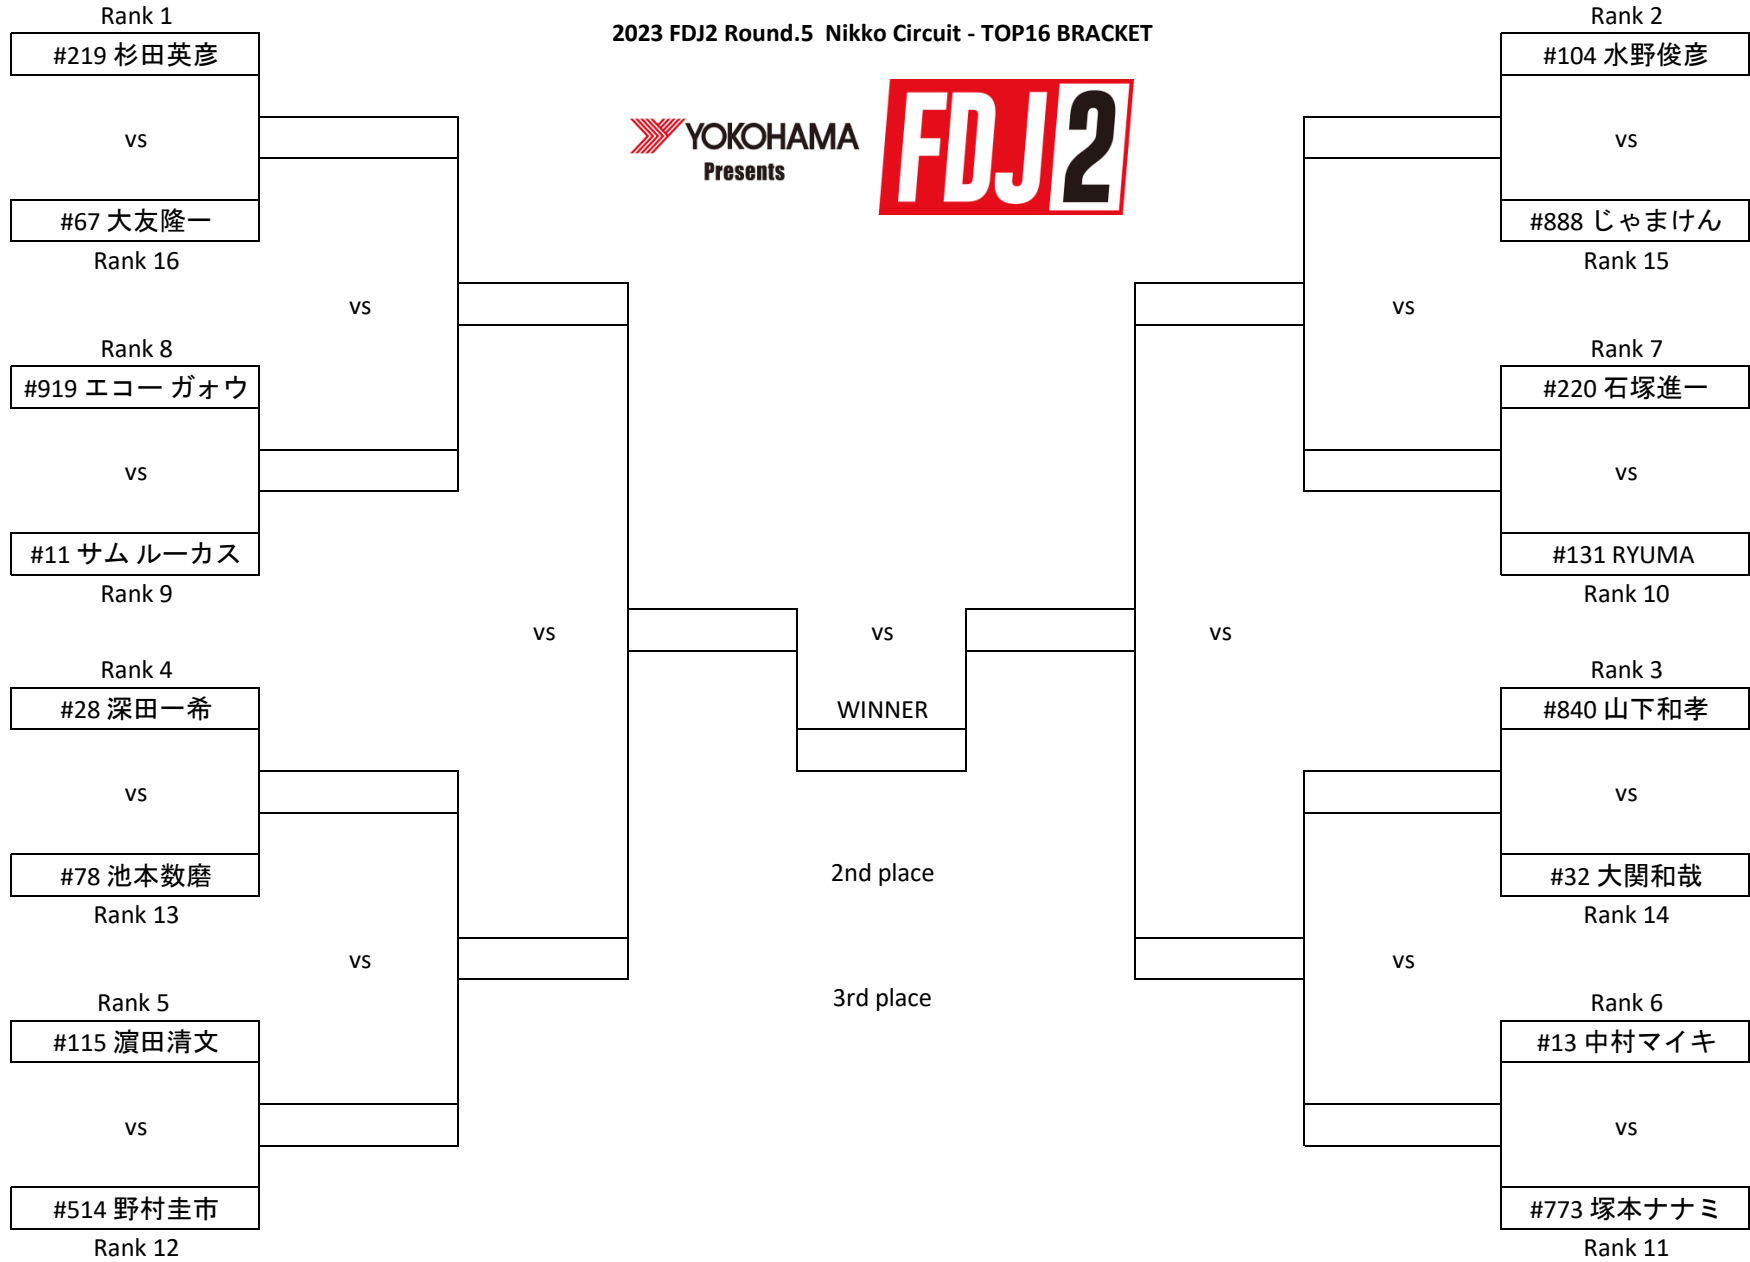 2023 FDJ2 Round.5  Nikko Circuit - TOP16 BRACKET
YOKOHAMA
Presents
FDJ2
Rank 1
#219 杉田英彦
vs
#67 大友隆一
Rank 16
vs
Rank 8
#919 エコー ガォウ
vs
#11 サム ルーカス
Rank 9
vs
Rank 4
#28 深田一希
vs
#78 池本数磨
Rank 13
vs
Rank 5
#115 濵田清文
vs
#514 野村圭市
Rank 12
vs
WINNER
2nd place
3rd place
Rank 2
#104 水野俊彦
vs
#888 じゃまけん
Rank 15
vs
Rank 7
#220 石塚進一
vs
#131 RYUMA
Rank 10
vs
Rank 3
#840 山下和孝
vs
#32 大関和哉
Rank 14
vs
Rank 6
#13 中村マイキ
vs
#773 塚本ナナミ
Rank 11